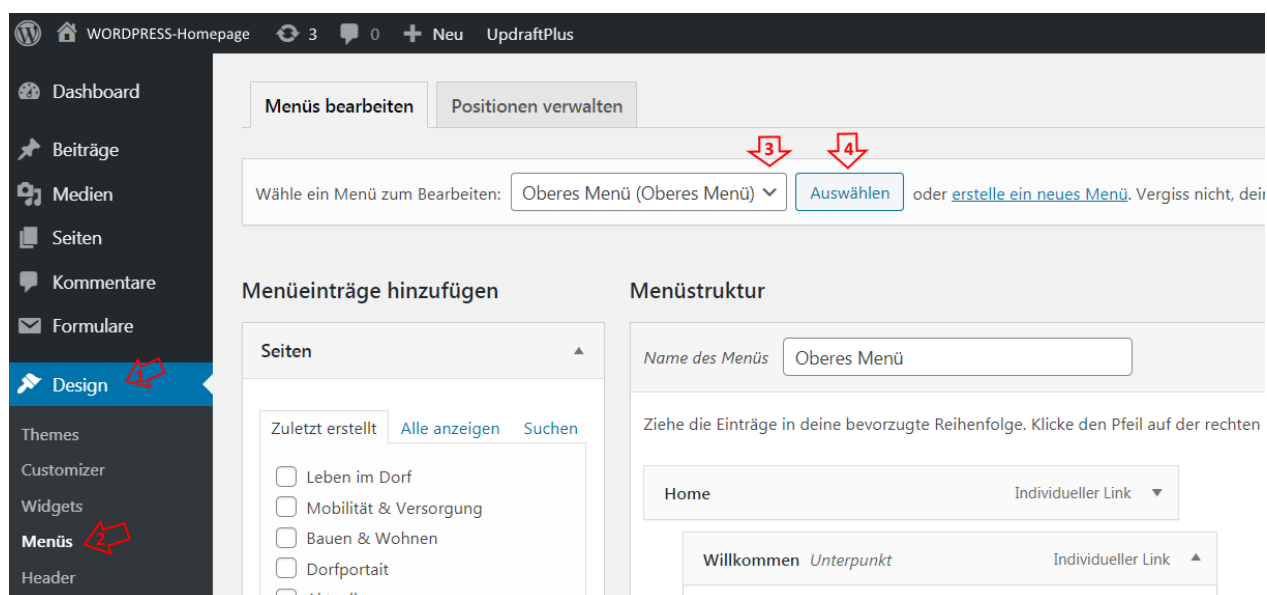 WORDPRESS-Homepage 3 0 Neu UpdraftPlus
Dashboard
Beiträge
Medien
Seiten
Kommentare
Formulare
Design 1
Themes
Customizer
Widgets
Menüs 2
Header
Menüs bearbeiten Positionen verwalten
3 4
Wähle ein Menü zum Bearbeiten: Oberes Menü (Oberes Menü) Auswählen oder erstelle ein neues Menü. Vergiss nicht,
Menüeinträge hinzufügen
Seiten
Zuletzt erstellt Alle anzeigen Suchen
Leben im Dorf
Mobilität & Versorgung
Bauen & Wohnen
Dorfportait
Menüstruktur
Name des Menüs Oberes Menü
Ziehe die Einträge in deine bevorzugte Reihenfolge. Klicke den Pfeil auf der rechten
Home Individueller Link
Willkommen Unterpunkt Individueller Link